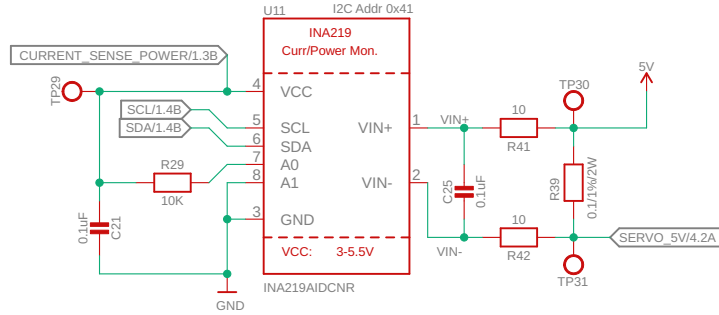 U11
I2C Addr 0x41
INA219
Curr/Power Mon.
CURRENT_SENSE_POWER/1.3B
TP29
4
VCC
SCL/1.4B
5
SCL
SDA/1.4B
6
SDA
R29
10K
7
A0
8
A1
3
GND
0.1uF
C21
VCC: 3-5.5V
INA219AIDCNR
GND
VIN+
1
VIN+
VIN-
2
VIN-
C25
0.1uF
10
R41
TP30
5V
R39
0.1/1%/2W
10
R42
SERVO_5V/4.2A
TP31